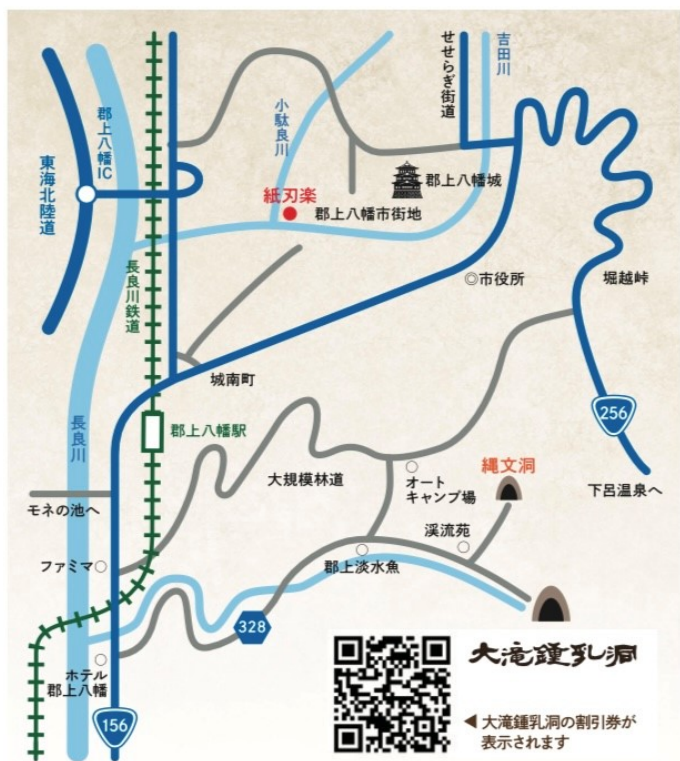 吉田川
せせらぎ街道
小駄良川
郡上八幡IC
東海北陸道
郡上八幡城
紙刃楽
郡上八幡市街地
長良川鉄道
◎市役所
堀越峠
城南町
256
長良川
郡上八幡駅
縄文洞
大規模林道
オート
キャンプ場
下呂温泉へ
モネの池へ
渓流苑
ファミマ
郡上淡水魚
328
大滝鍾乳洞
ホテル
郡上八幡
156
◀大滝鍾乳洞の割引券が
表示されます